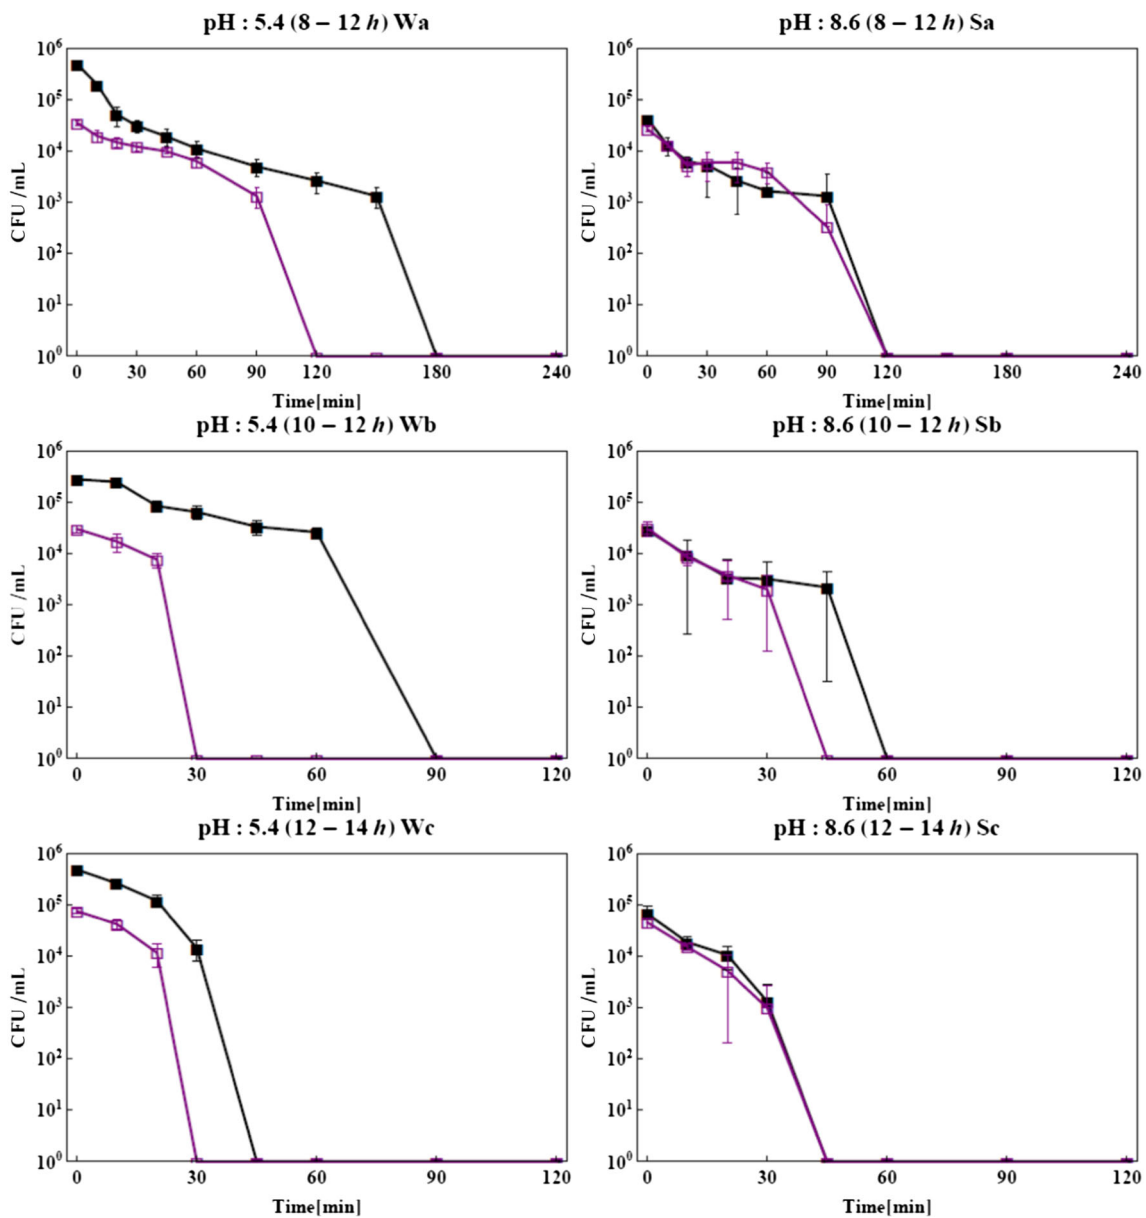 pH : 5.4 (8 – 12 h) Wa
10^6
10^5
10^4
10^3
10^2
10^1
10^0
CFU /mL
0 30 60 90 120 180 240
Time[min]
pH : 8.6 (8 – 12 h) Sa
10^6
10^5
10^4
10^3
10^2
10^1
10^0
CFU /mL
0 30 60 90 120 180 240
Time[min]
pH : 5.4 (10 – 12 h) Wb
10^6
10^5
10^4
10^3
10^2
10^1
10^0
CFU /mL
0 30 60 90 120
Time[min]
pH : 8.6 (10 – 12 h) Sb
10^6
10^5
10^4
10^3
10^2
10^1
10^0
CFU /mL
0 30 60 90 120
Time[min]
pH : 5.4 (12 – 14 h) Wc
10^6
10^5
10^4
10^3
10^2
10^1
10^0
CFU /mL
0 30 60 90 120
Time[min]
pH : 8.6 (12 – 14 h) Sc
10^6
10^5
10^4
10^3
10^2
10^1
10^0
CFU /mL
0 30 60 90 120
Time[min]